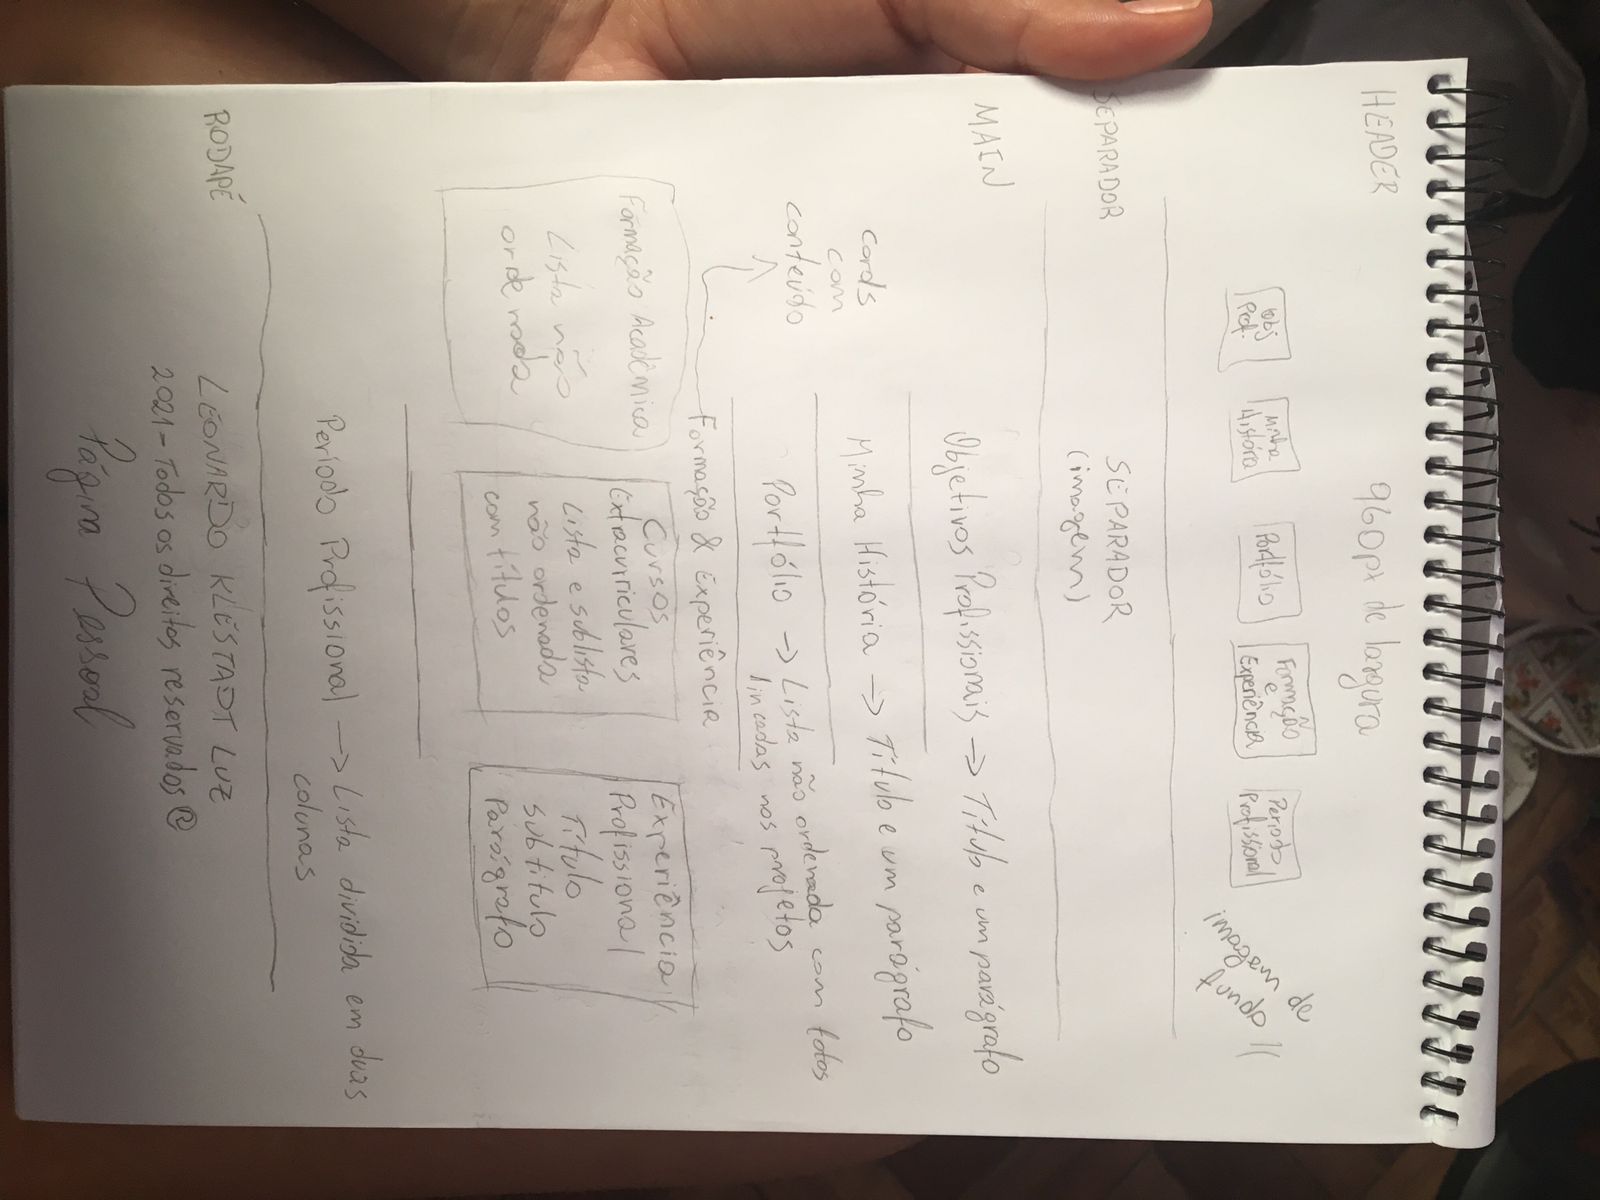 HEADER
960px de largura
Obj
Prof.
Minha
História
Portfólio
Formação
e
Experiência
Período
Profissional
imagem de
fundo
SEPARADOR
SEPARADOR
(imagem)
MAIN
Objetivos Profissionais → Título e um parágrafo
Minha História → Título e um parágrafo
cards
com
conteúdo
Portfólio → Lista não ordenada com fotos
lincadas nos projetos
Formação & Experiência
Formação Acadêmica
Lista não
ordenada
Cursos
Extracurriculares
Lista e sublista
não ordenada
com títulos
Experiência
Profissional
Título
Subtitulo
Parágrafo
Período Profissional → Lista dividida em duas
colunas
RODAPÉ
LEONARDO KLESTADT LUZ
2021 - Todos os direitos reservados ®
Página Pessoal